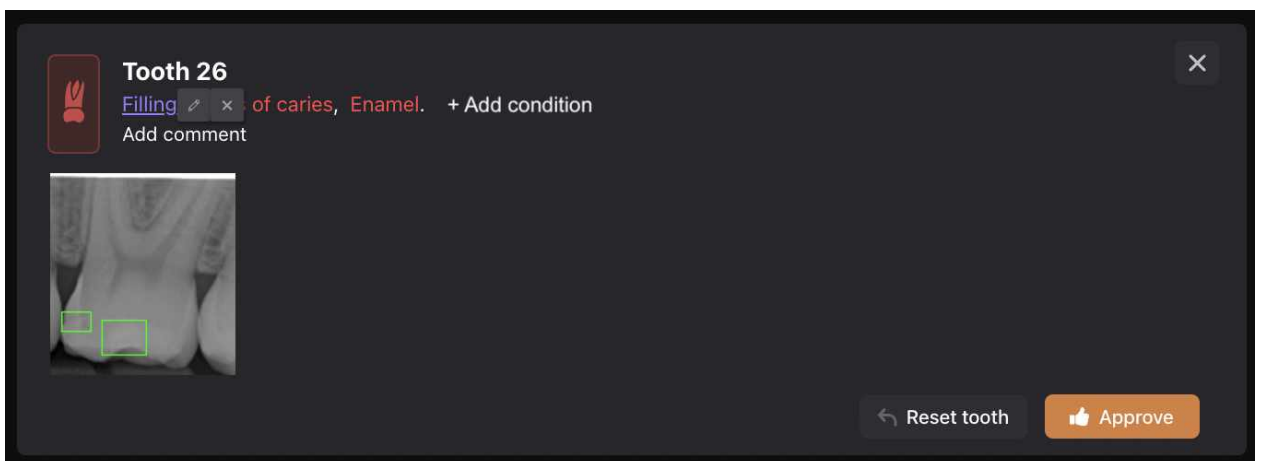 Tooth 26
Filling of caries, Enamel. + Add condition
Add comment
Reset tooth
Approve